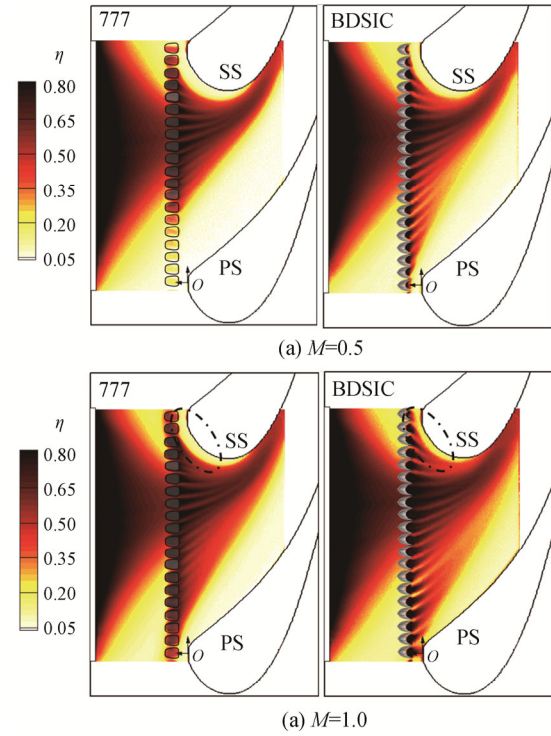 777
BDSIC
η
0.80
0.65
0.50
0.35
0.20
0.05
SS
SS
PS
PS
O
O
(a) M=0.5
777
BDSIC
η
0.80
0.65
0.50
0.35
0.20
0.05
SS
SS
PS
PS
O
O
(a) M=1.0